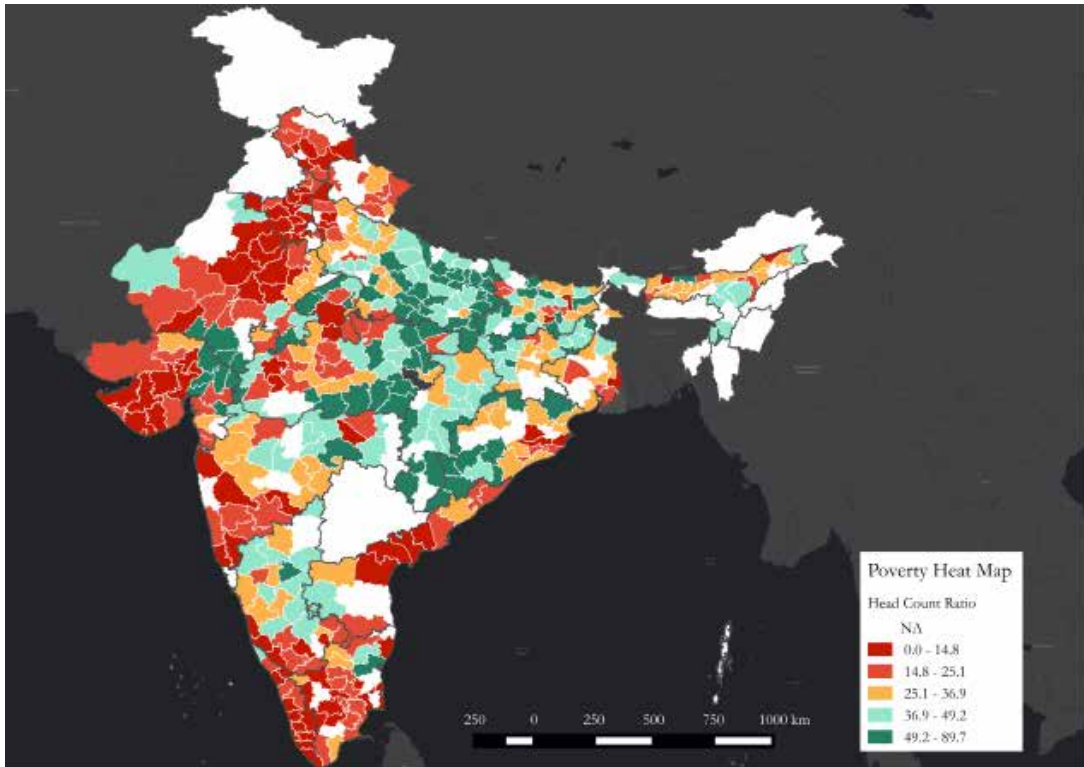 Poverty Heat Map
Head Count Ratio
NA
0.0 - 14.8
14.8 - 25.1
25.1 - 36.9
36.9 - 49.2
49.2 - 89.7
250 0 250 500 750 1000 km